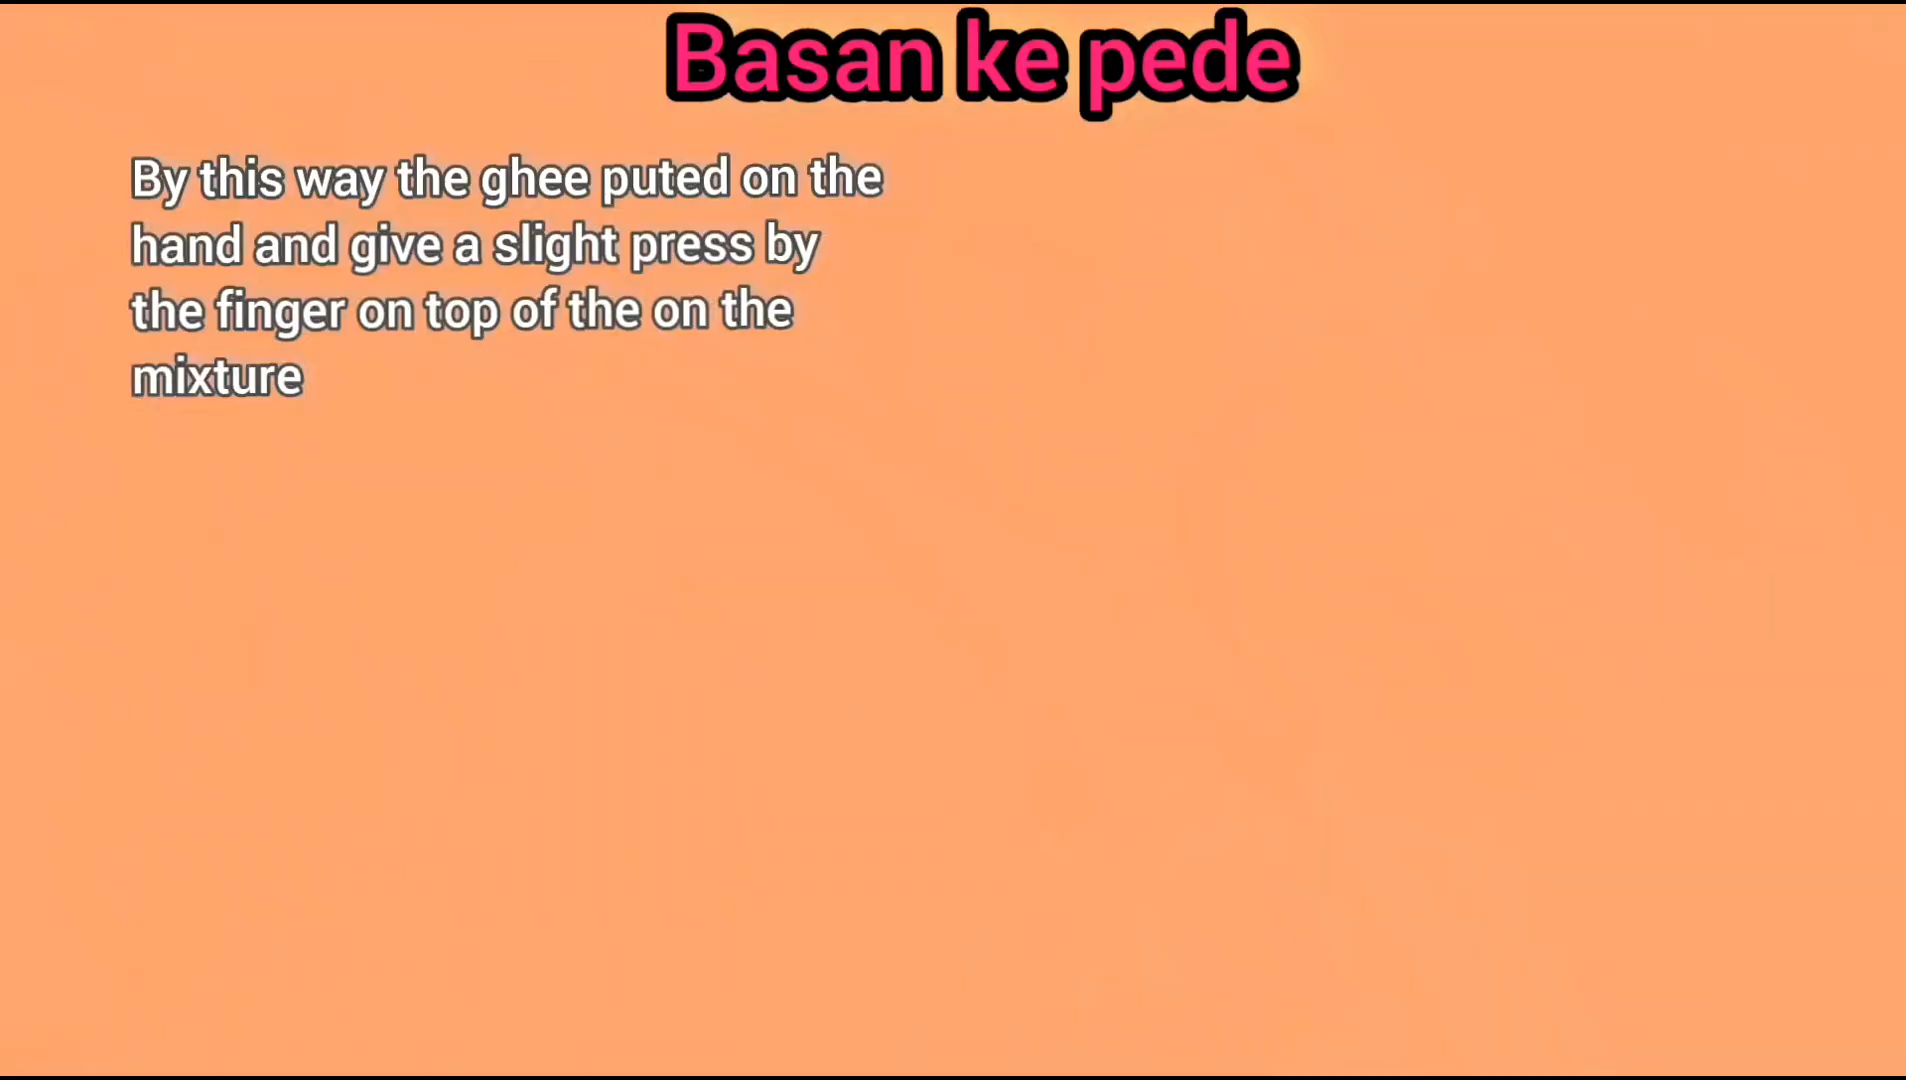 Basan ke pede
By this way the ghee puted on the
hand and give a slight press by
the finger on top of the on the
mixture